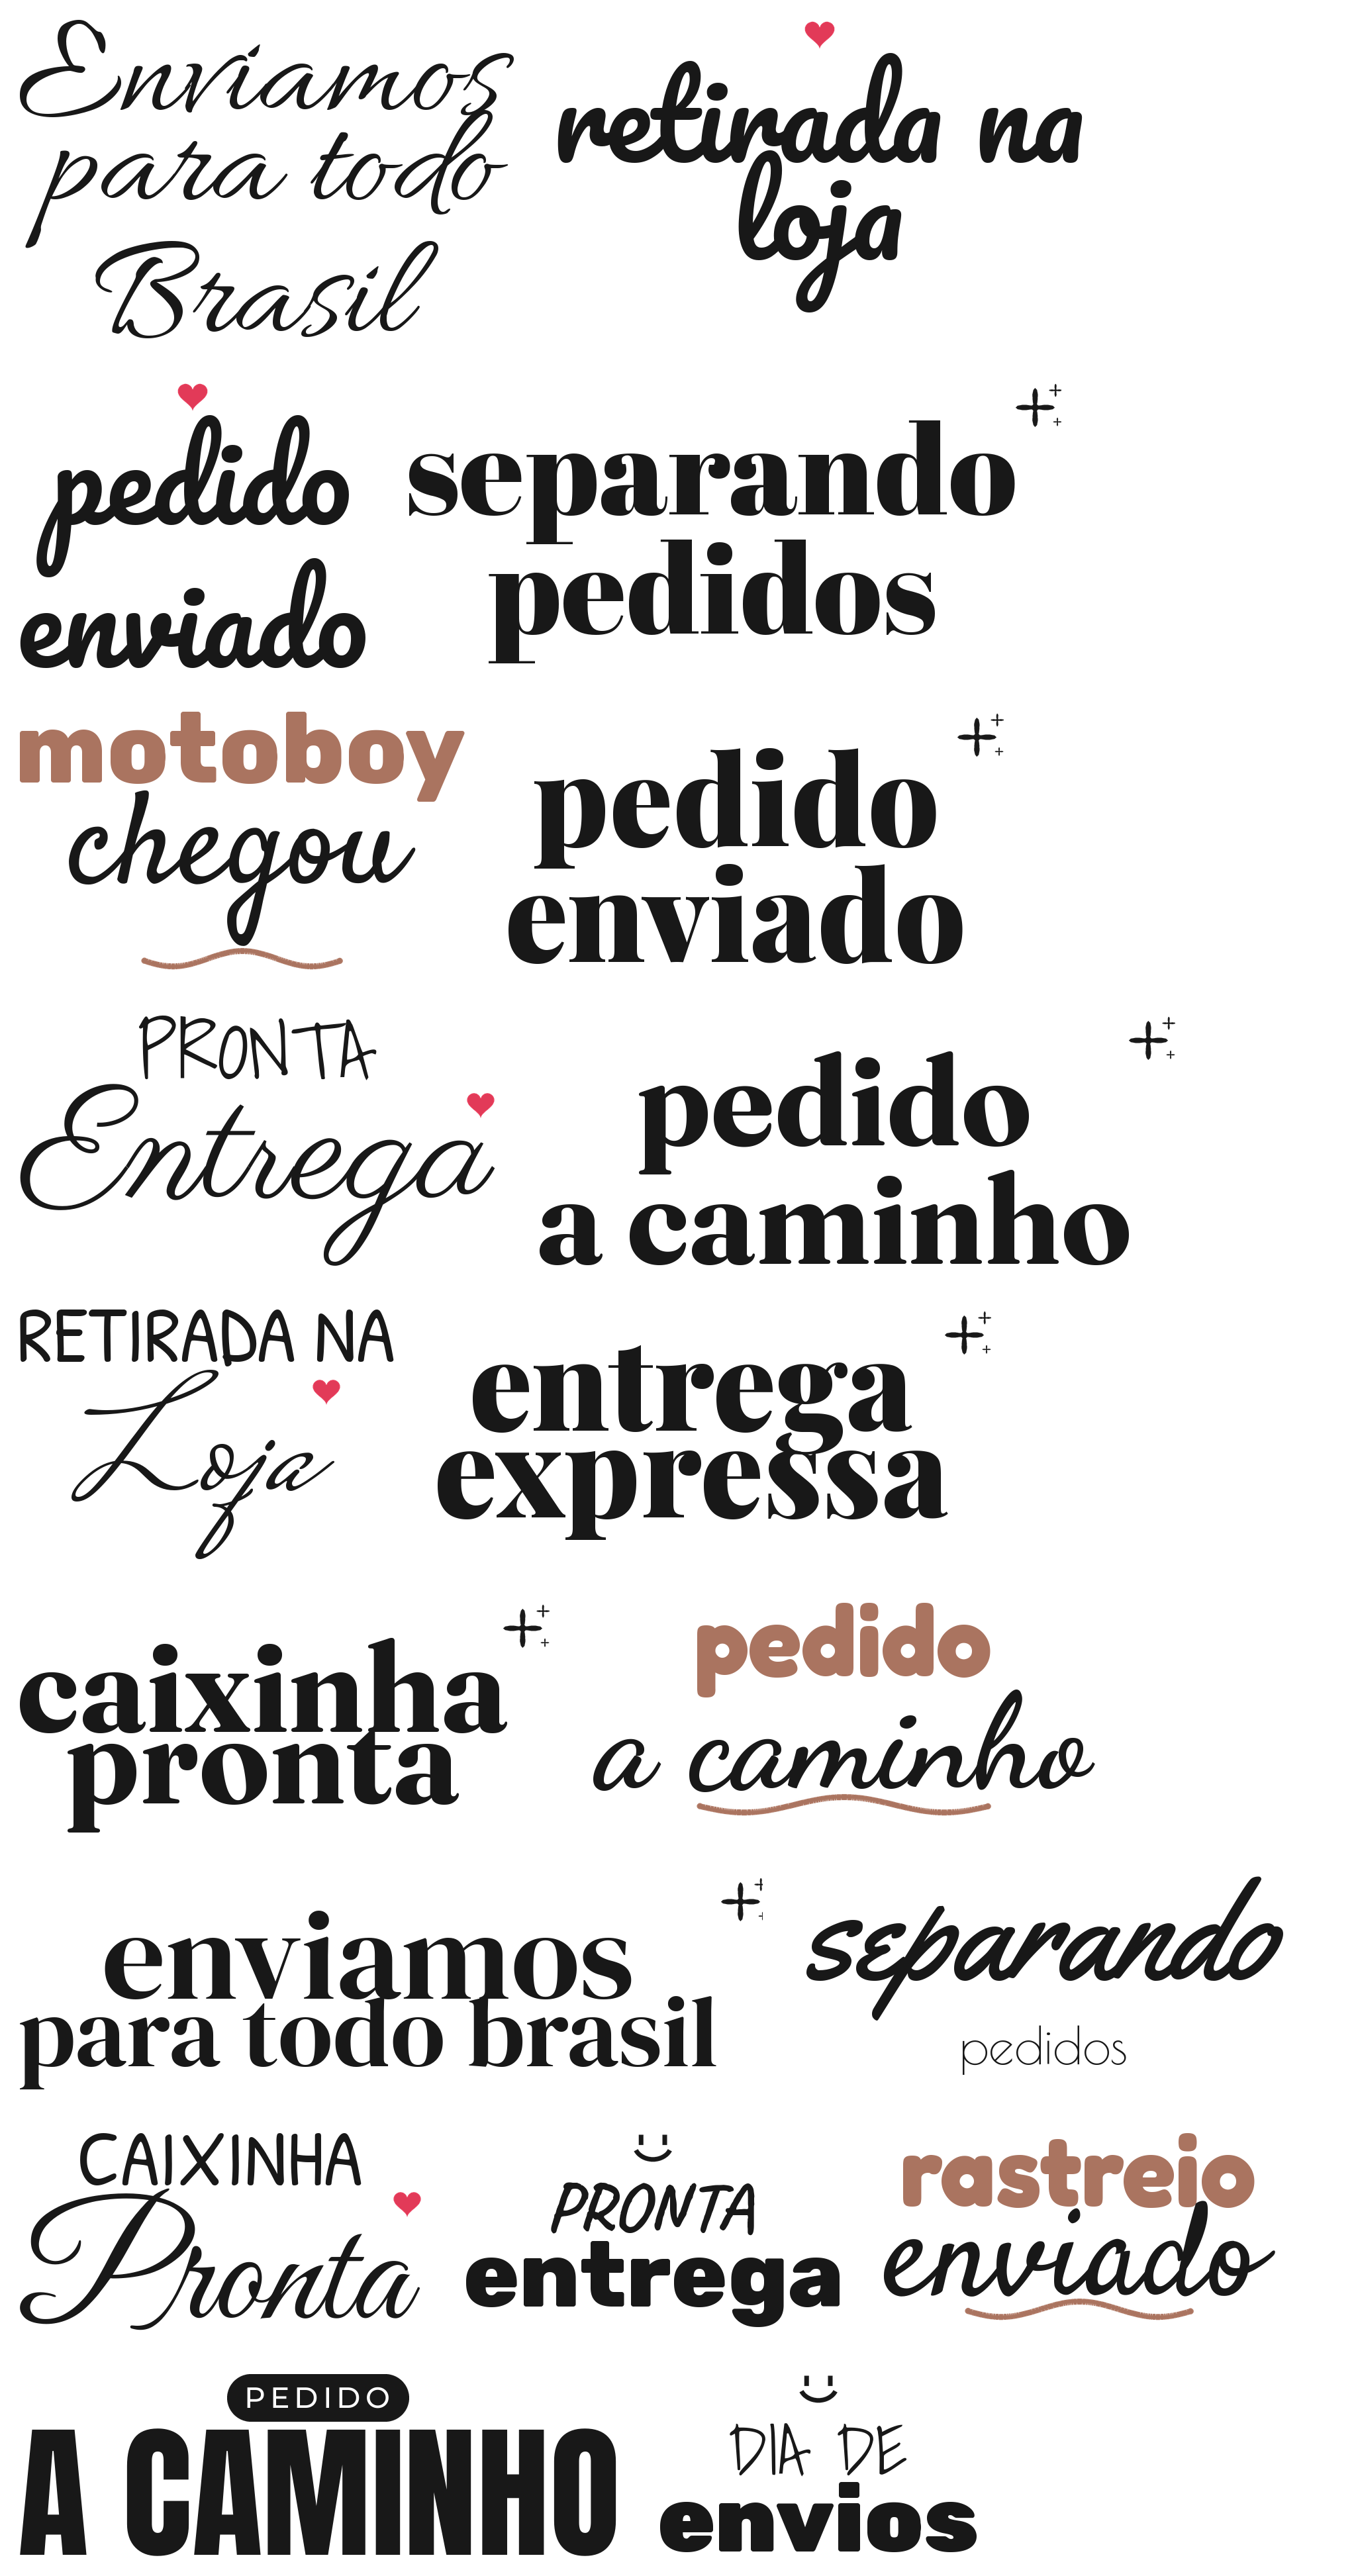 Enviamos
para todo
Brasil
retirada na
loja
pedido
enviado
separando
pedidos
motoboy
chegou
pedido
enviado
PRONTA
Entrega
pedido
a caminho
RETIRADA NA
Loja
entrega
expressa
caixinha
pronta
pedido
a caminho
enviamos
para todo brasil
separando
pedidos
CAIXINHA
Pronta
PRONTA
entrega
rastreio
enviado
PEDIDO
A CAMINHO
DIA DE
envios